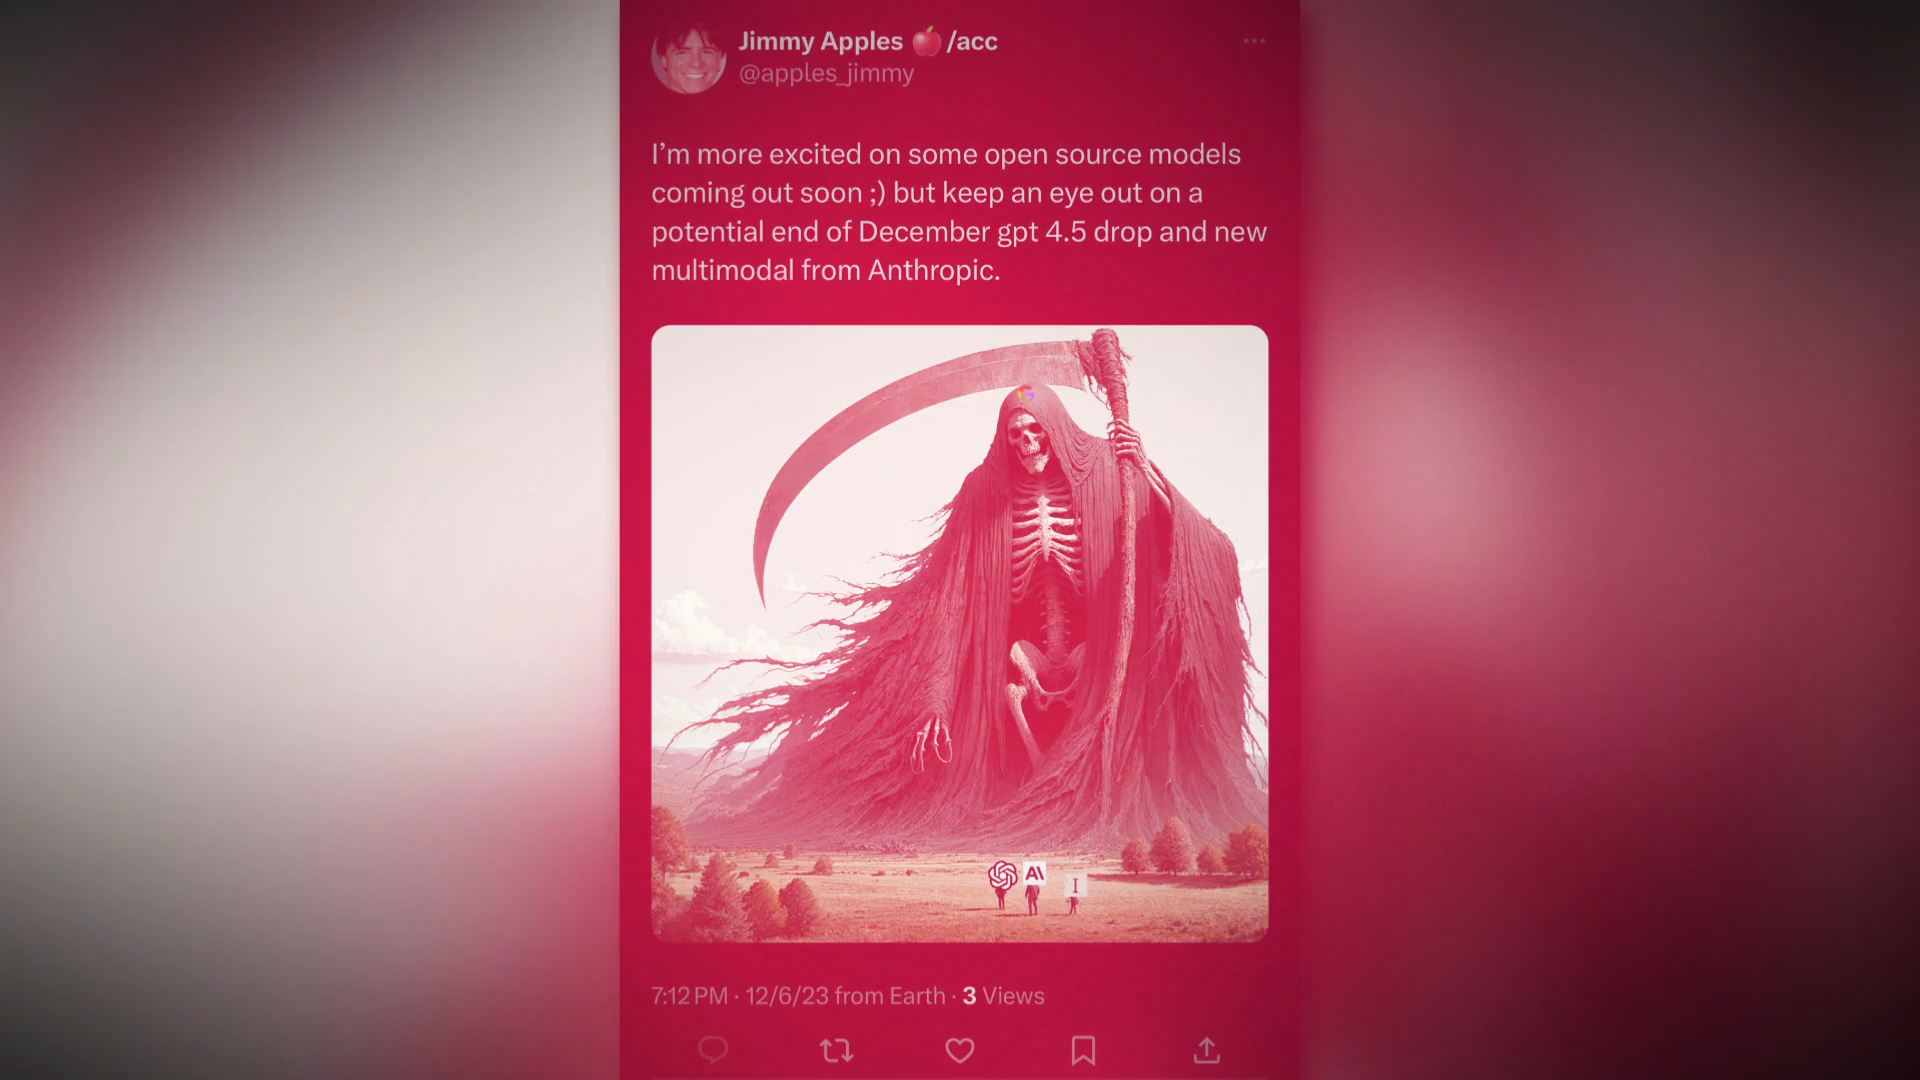 Jimmy Apples 🍎/acc
@apples_jimmy
I’m more excited on some open source models
coming out soon ;) but keep an eye out on a
potential end of December gpt 4.5 drop and new
multimodal from Anthropic.
G
A\
I
7:12 PM · 12/6/23 from Earth · 3 Views